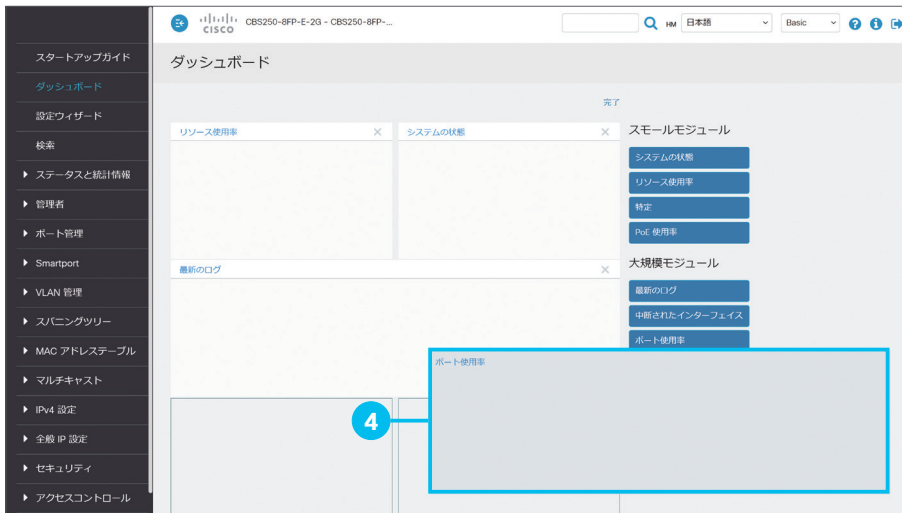 CISCO
CBS250-8FP-E-2G - CBS250-8FP-...
HM 日本語
Basic
スタートアップガイド
ダッシュボード
設定ウィザード
検索
ステータスと統計情報
管理者
ポート管理
Smartport
VLAN 管理
スパニングツリー
MAC アドレステーブル
マルチキャスト
IPv4 設定
全般 IP 設定
セキュリティ
アクセスコントロール
ダッシュボード
完了
リソース使用率
システムの状態
最新のログ
スモールモジュール
システムの状態
リソース使用率
特定
PoE 使用率
大規模モジュール
最新のログ
中断されたインターフェイス
ポート使用率
ポート使用率
4